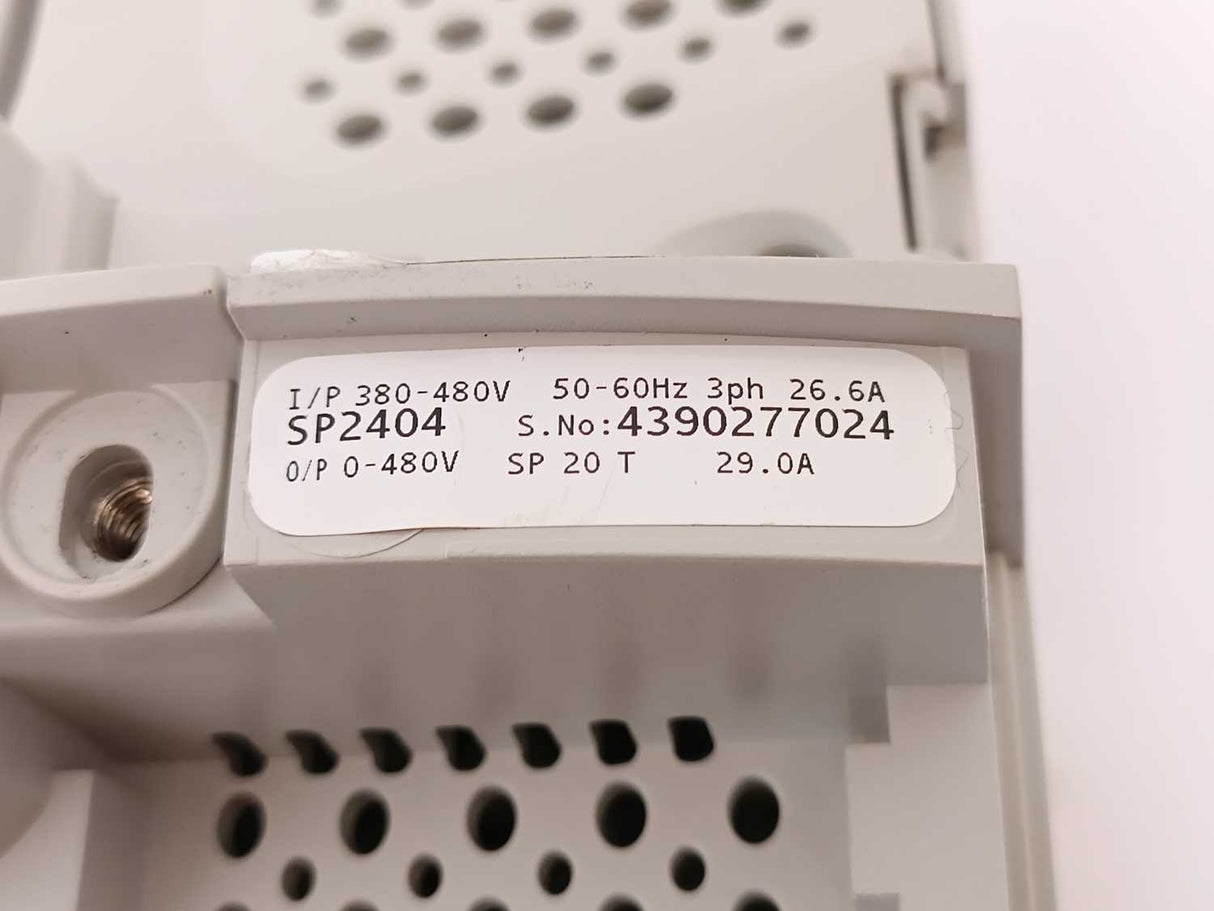 I/P 380-480V 50-60Hz 3ph 26.6A
SP2404 S.No:4390277024
O/P 0-480V SP 20 T 29.0A